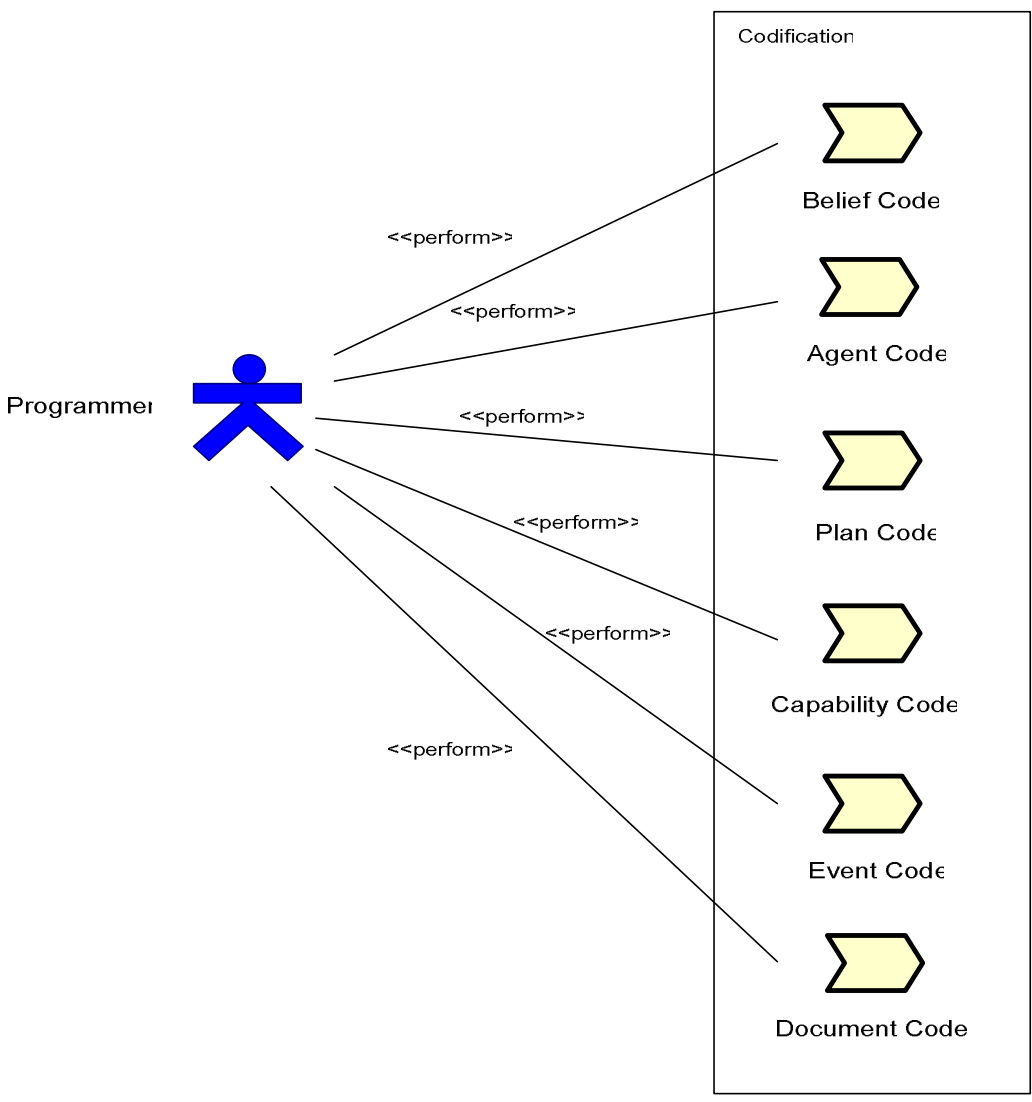 Codification
Belief Code
<<perform>>
<<perform>>
Agent Code
Programmer
<<perform>>
<<perform>>
Plan Code
<<perform>>
Capability Code
<<perform>>
Event Code
Document Code